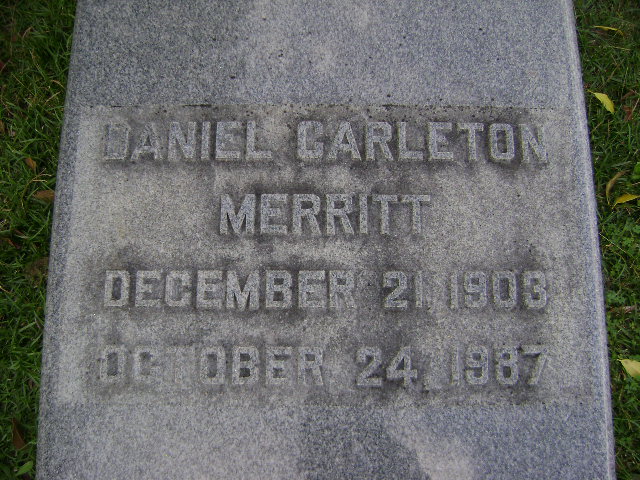 DANIEL CARLETON
MERRITT
DECEMBER 21, 1903
OCTOBER 24, 1987